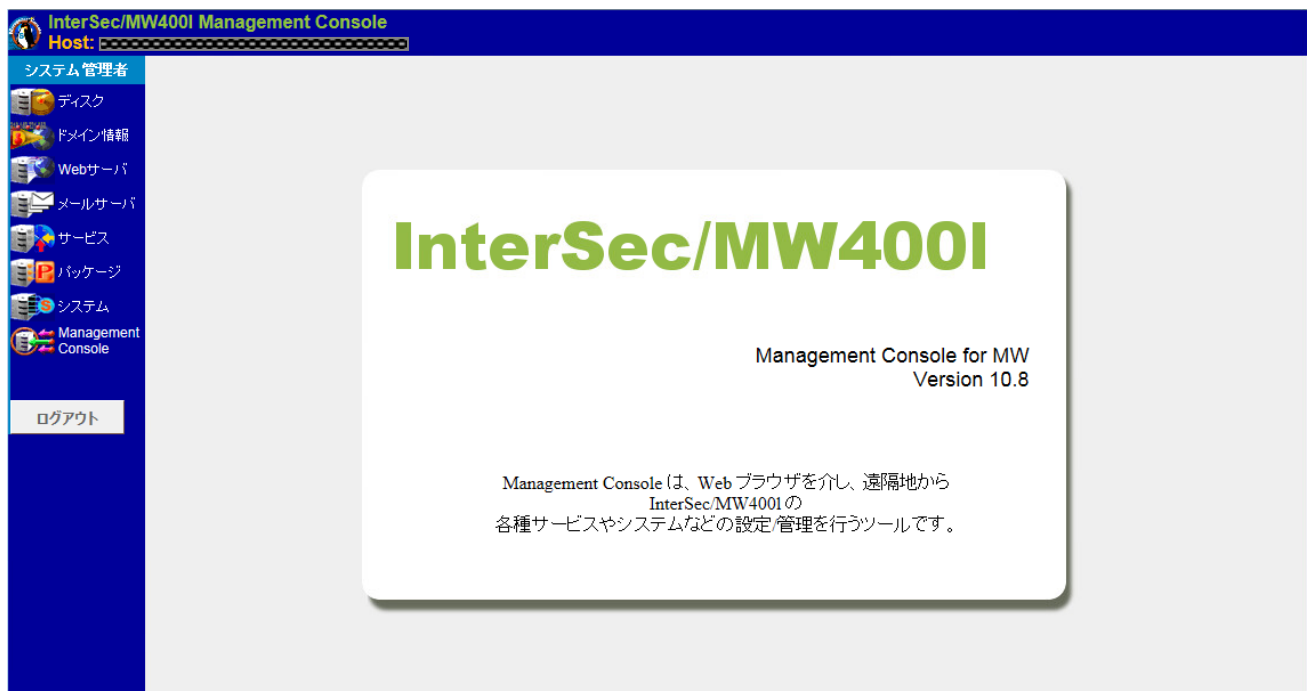 InterSec/MW400I Management Console
Host:
システム管理者
ディスク
ドメイン情報
Webサーバ
メールサーバ
サービス
パッケージ
システム
Management
Console
ログアウト
InterSec/MW400I
Management Console for MW
Version 10.8
Management Console は、Web ブラウザを介し、遠隔地から
InterSec/MW400I の
各種サービスやシステムなどの設定/管理を行うツールです。